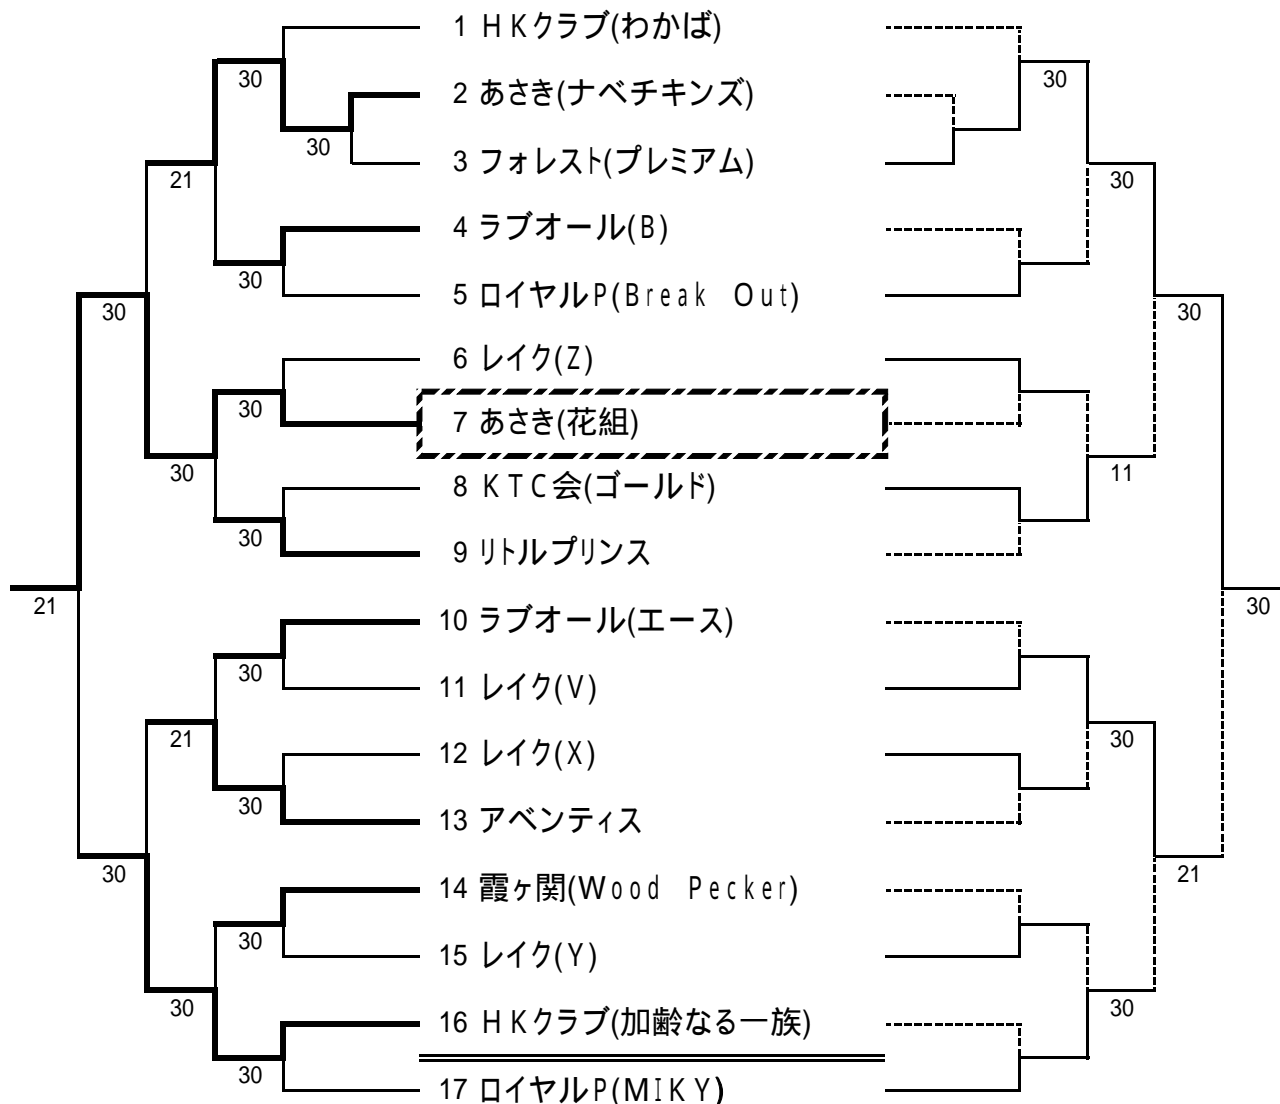 1 HKクラブ(わかば)
30 30
2 あさき(ナベチキンズ)
30
3 フォレスト(プレミアム)
21 30
4 ラブオール(B)
30
5 ロイヤルP(Break Out)
30 30
6 レイク(Z)
30
7 あさき(花組)
30 11
8 KTC会(ゴールド)
30
9 リトルプリンス
21 30
10 ラブオール(エース)
30
11 レイク(V)
21 30
12 レイク(X)
30
13 アベンティス
30 21
14 霞ヶ関(Wood Pecker)
30
15 レイク(Y)
30 30
16 HKクラブ(加齢なる一族)
30
17 ロイヤルP(MIKY)